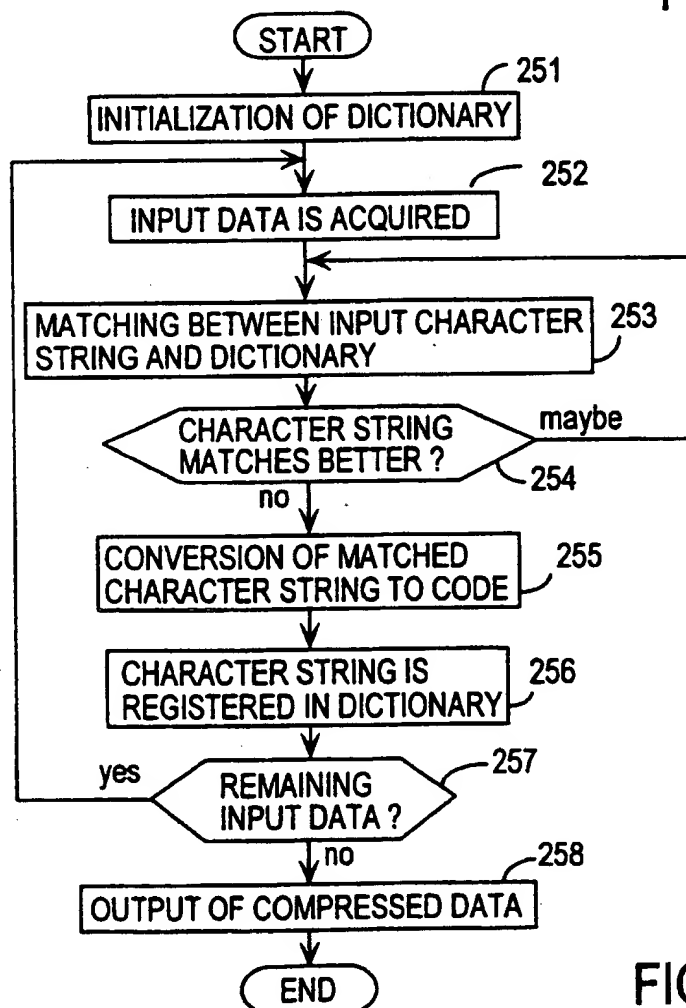 START
251
INITIALIZATION OF DICTIONARY
252
INPUT DATA IS ACQUIRED
MATCHING BETWEEN INPUT CHARACTER
STRING AND DICTIONARY
253
CHARACTER STRING
MATCHES BETTER ?
maybe
254
no
CONVERSION OF MATCHED
CHARACTER STRING TO CODE
255
CHARACTER STRING IS
REGISTERED IN DICTIONARY
256
yes
REMAINING
INPUT DATA ?
257
no
258
OUTPUT OF COMPRESSED DATA
END
FIG